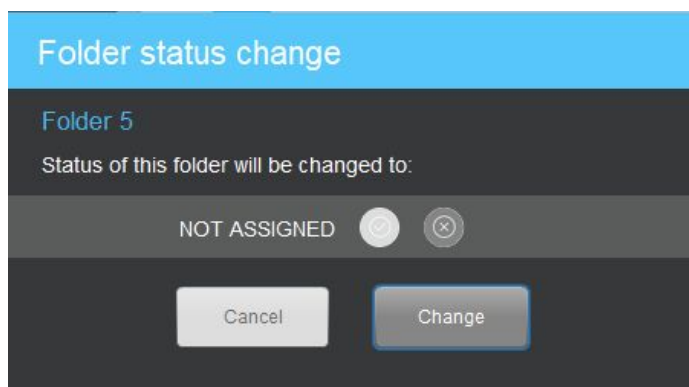 Folder status change
Folder 5
Status of this folder will be changed to:
NOT ASSIGNED
Cancel Change